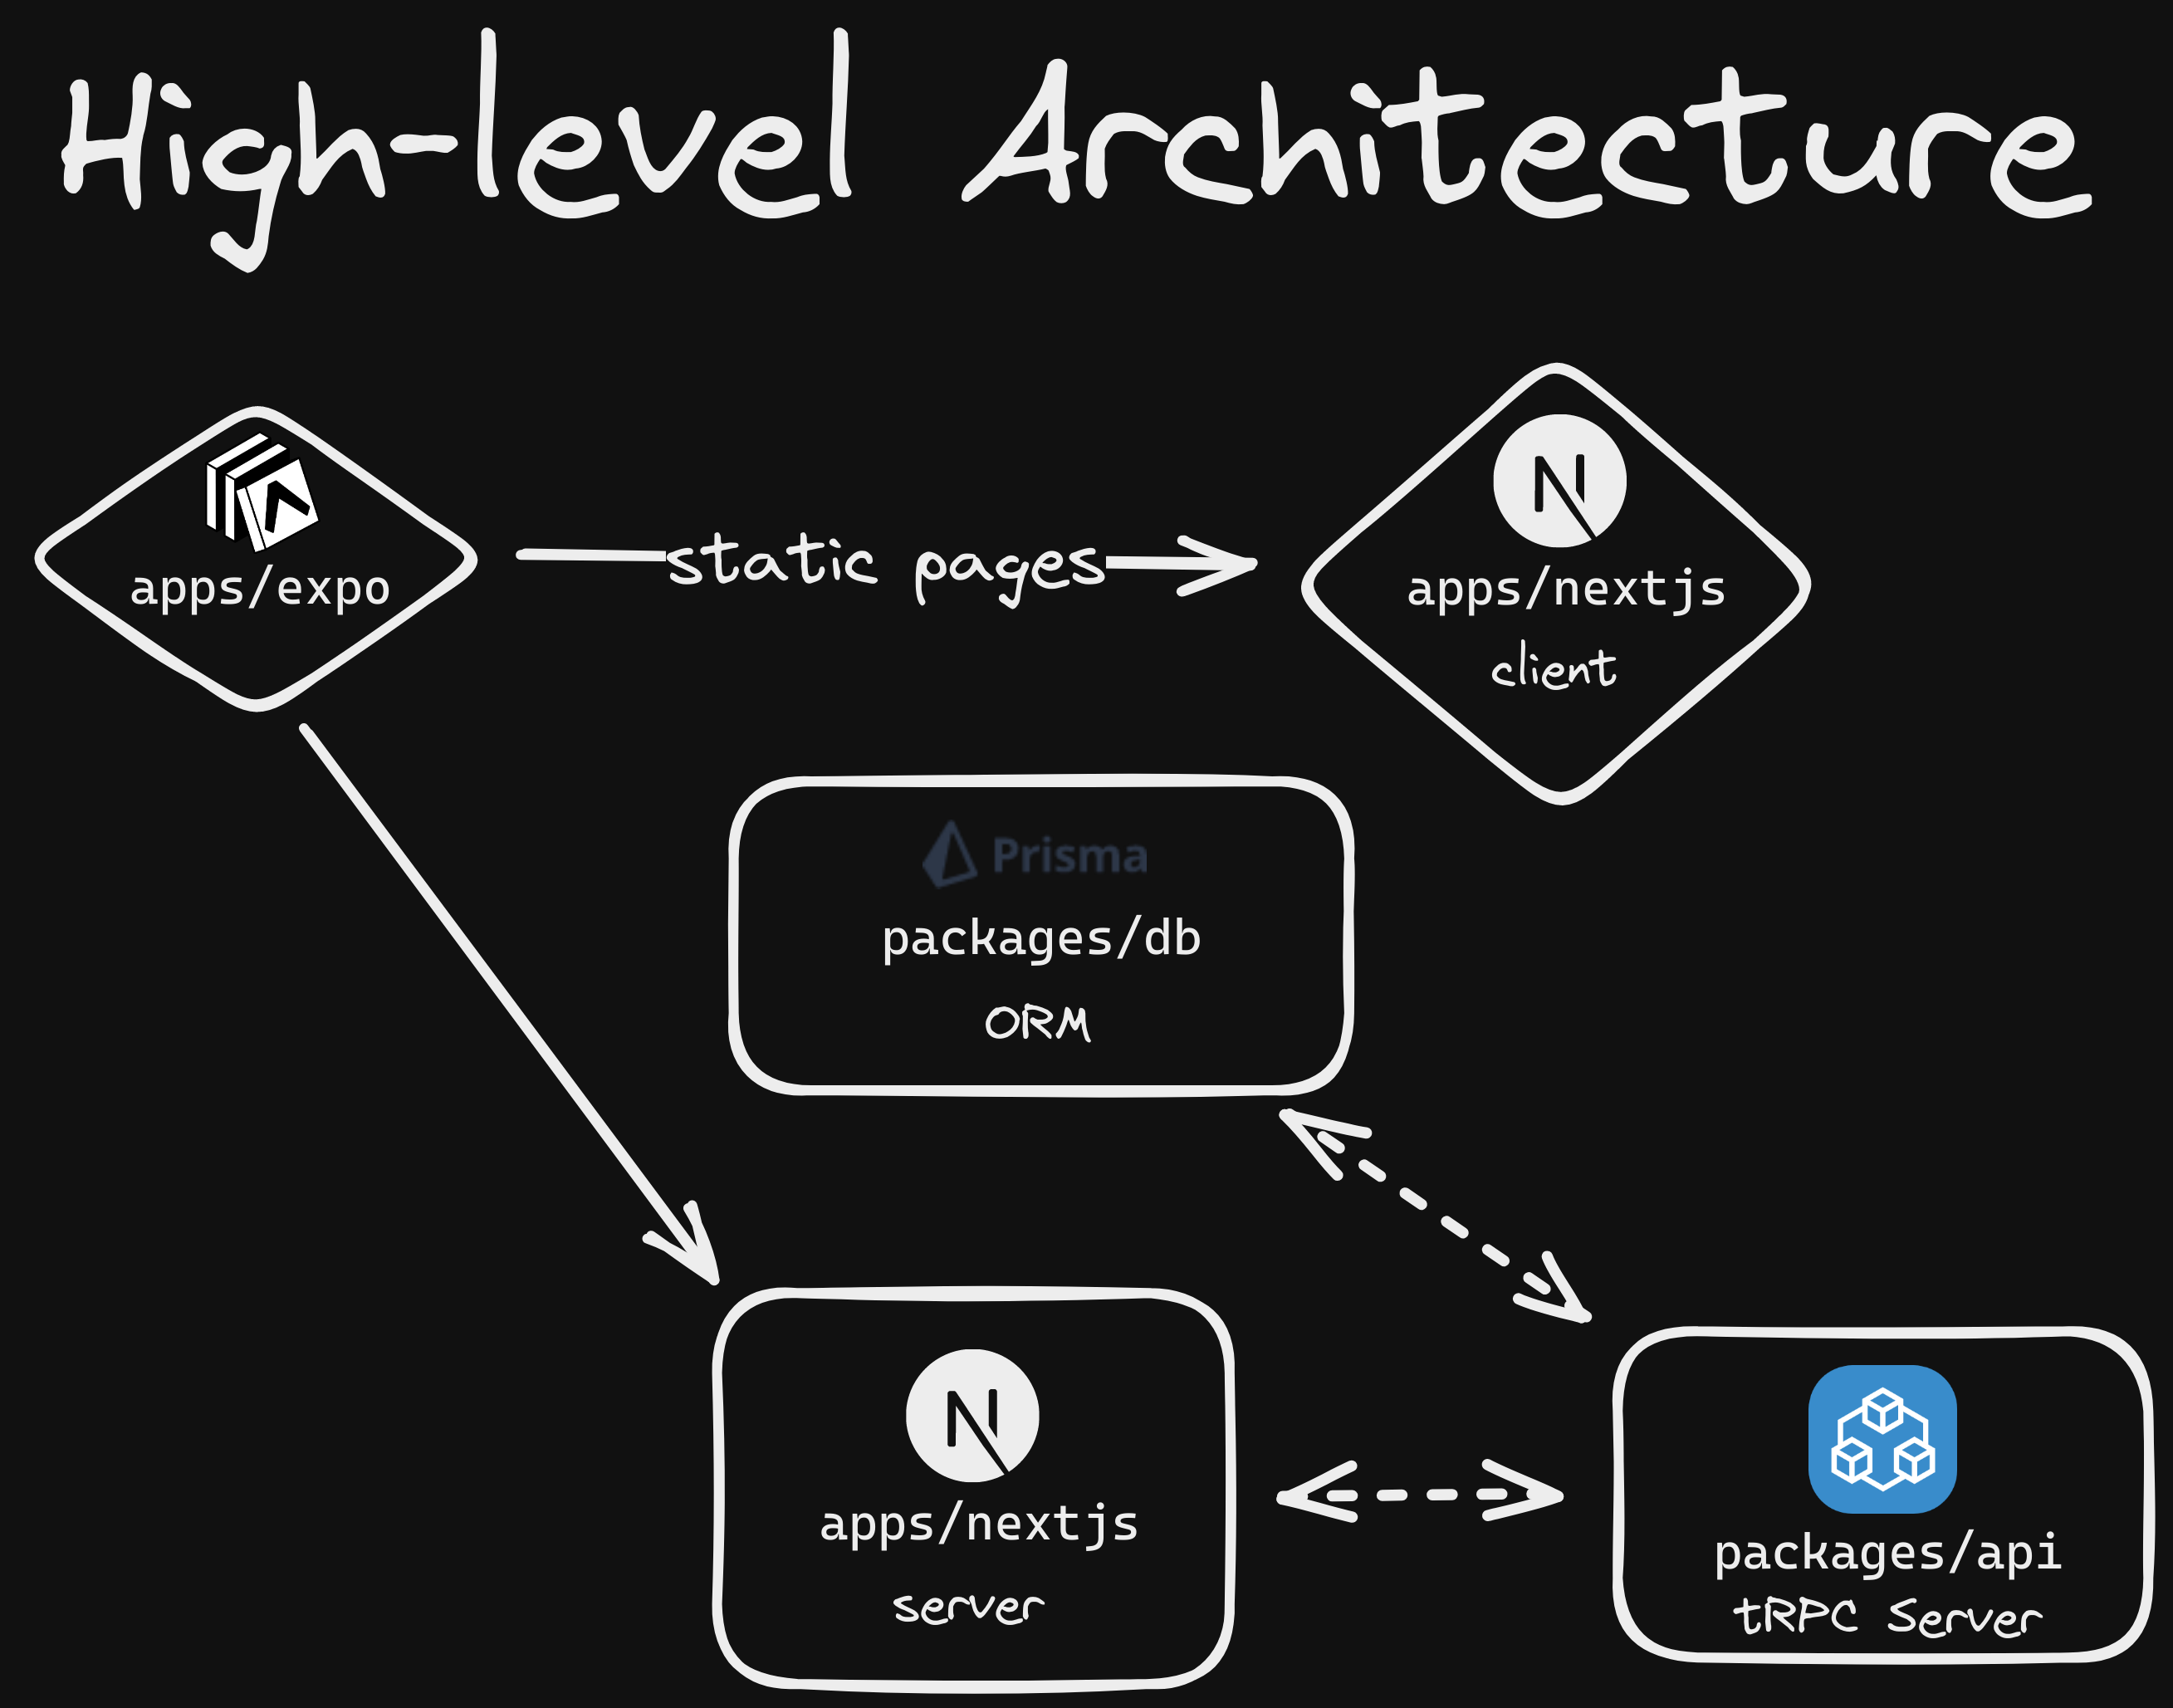 High-level Architecture
apps/expo
static pages
apps/nextjs
client
Prisma
packages/db
ORM
apps/nextjs
server
packages/api
tRPC server